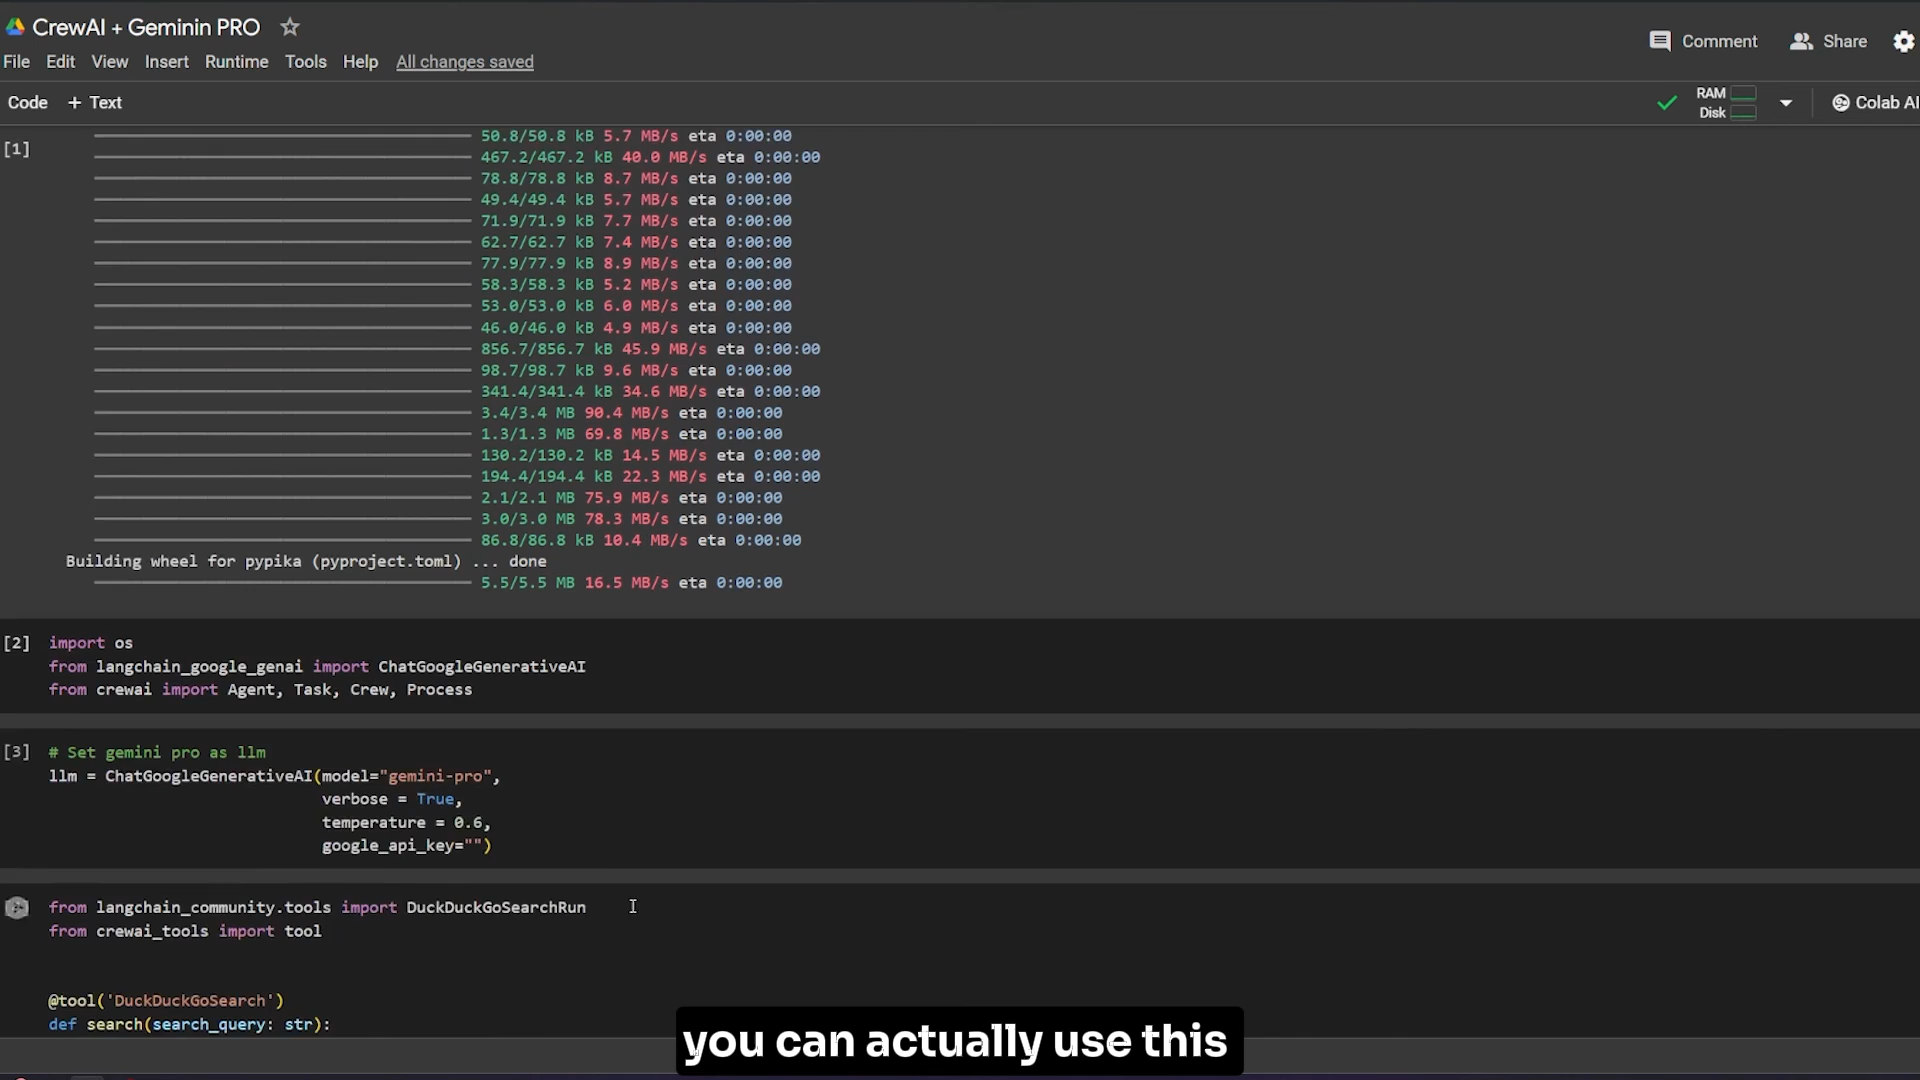 CrewAI + Geminin PRO
Comment
Share
File Edit View Insert Runtime Tools Help All changes saved
Code + Text
RAM
Disk
Colab AI
[1]
50.8/50.8 kB 5.7 MB/s eta 0:00:00
467.2/467.2 kB 40.0 MB/s eta 0:00:00
78.8/78.8 kB 8.7 MB/s eta 0:00:00
49.4/49.4 kB 5.7 MB/s eta 0:00:00
71.9/71.9 kB 7.7 MB/s eta 0:00:00
62.7/62.7 kB 7.4 MB/s eta 0:00:00
77.9/77.9 kB 8.9 MB/s eta 0:00:00
58.3/58.3 kB 5.2 MB/s eta 0:00:00
53.0/53.0 kB 6.0 MB/s eta 0:00:00
46.0/46.0 kB 4.9 MB/s eta 0:00:00
856.7/856.7 kB 45.9 MB/s eta 0:00:00
98.7/98.7 kB 9.6 MB/s eta 0:00:00
341.4/341.4 kB 34.6 MB/s eta 0:00:00
3.4/3.4 MB 90.4 MB/s eta 0:00:00
1.3/1.3 MB 69.8 MB/s eta 0:00:00
130.2/130.2 kB 14.5 MB/s eta 0:00:00
194.4/194.4 kB 22.3 MB/s eta 0:00:00
2.1/2.1 MB 75.9 MB/s eta 0:00:00
3.0/3.0 MB 78.3 MB/s eta 0:00:00
86.8/86.8 kB 10.4 MB/s eta 0:00:00
Building wheel for pypika (pyproject.toml) ... done
5.5/5.5 MB 16.5 MB/s eta 0:00:00
[2] import os
from langchain_google_genai import ChatGoogleGenerativeAI
from crewai import Agent, Task, Crew, Process
[3] # Set gemini pro as llm
llm = ChatGoogleGenerativeAI(model="gemini-pro",
verbose = True,
temperature = 0.6,
google_api_key="")
from langchain_community.tools import DuckDuckGoSearchRun
from crewai_tools import tool
@tool('DuckDuckGoSearch')
def search(search_query: str):
you can actually use this